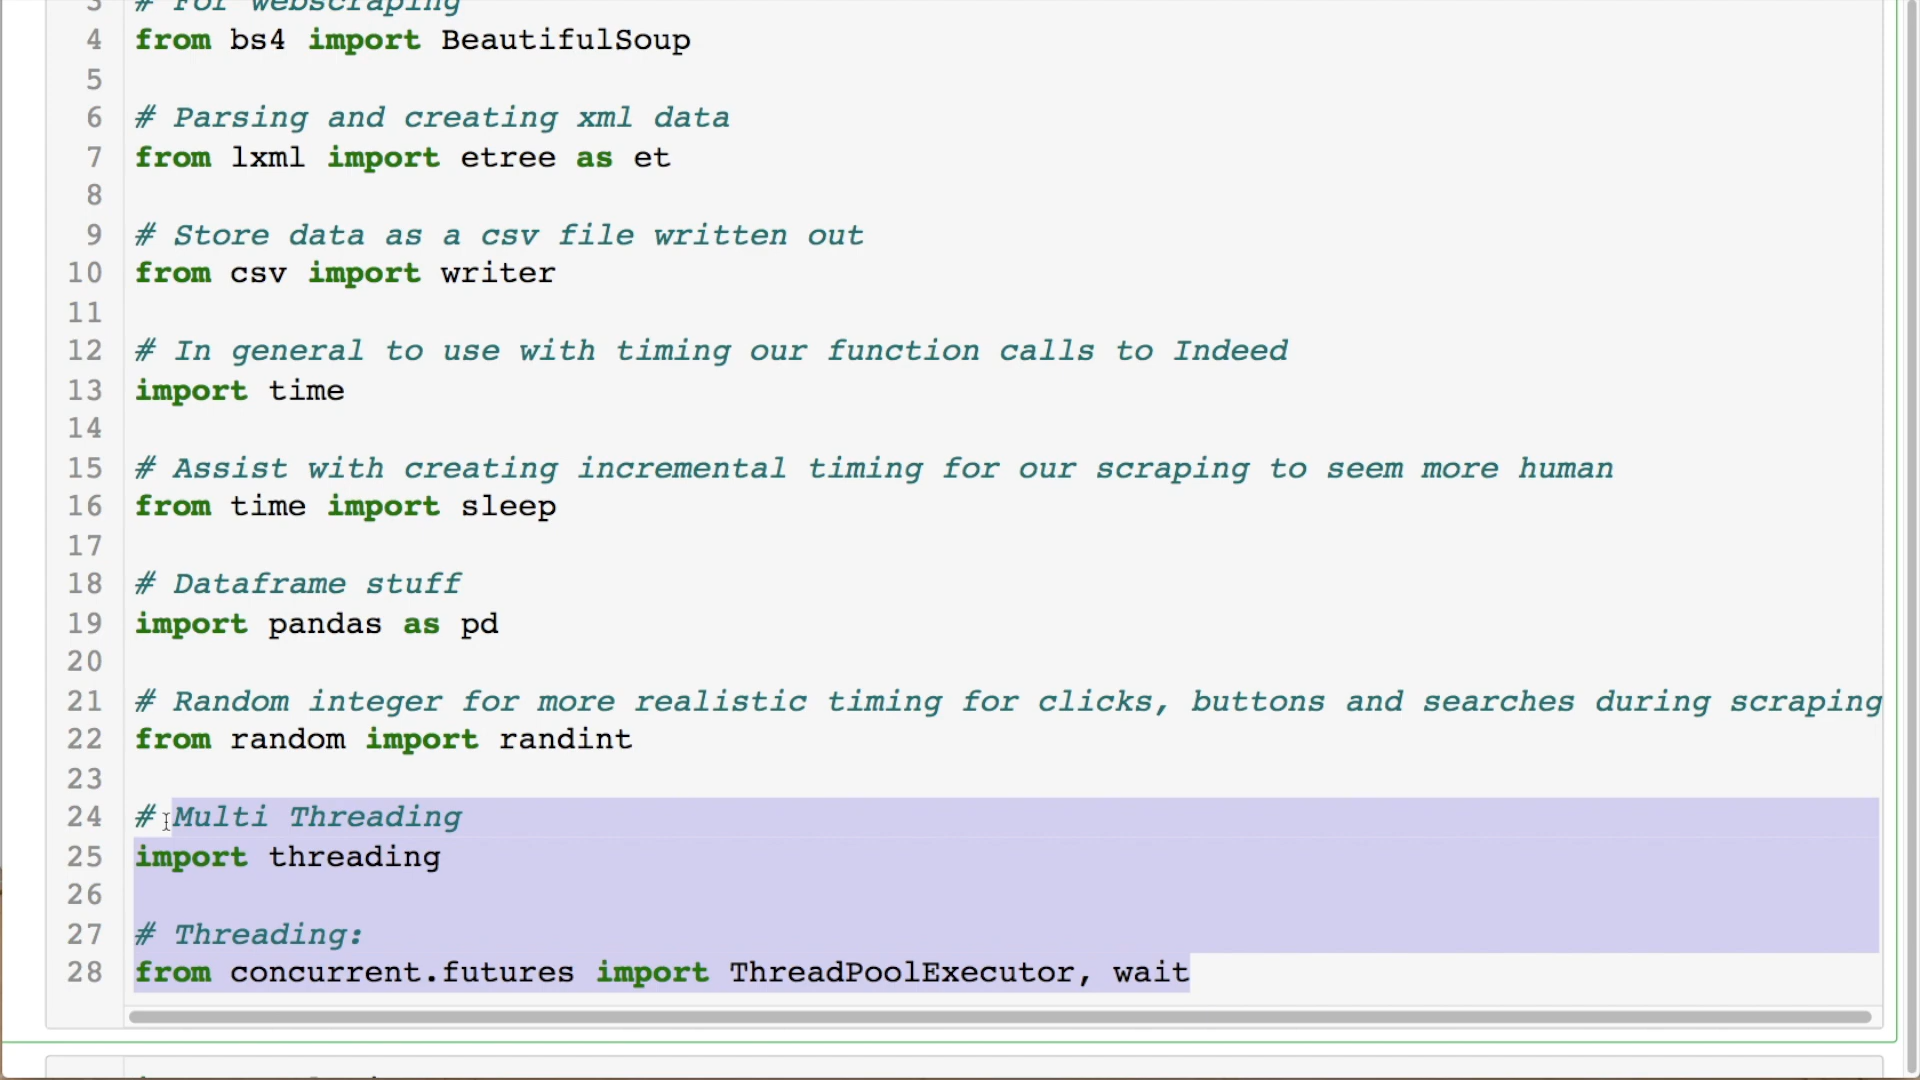 3 # For webscraping
4 from bs4 import BeautifulSoup
5
6 # Parsing and creating xml data
7 from lxml import etree as et
8
9 # Store data as a csv file written out
10 from csv import writer
11
12 # In general to use with timing our function calls to Indeed
13 import time
14
15 # Assist with creating incremental timing for our scraping to seem more human
16 from time import sleep
17
18 # Dataframe stuff
19 import pandas as pd
20
21 # Random integer for more realistic timing for clicks, buttons and searches during scraping
22 from random import randint
23
24 # Multi Threading
25 import threading
26
27 # Threading:
28 from concurrent.futures import ThreadPoolExecutor, wait